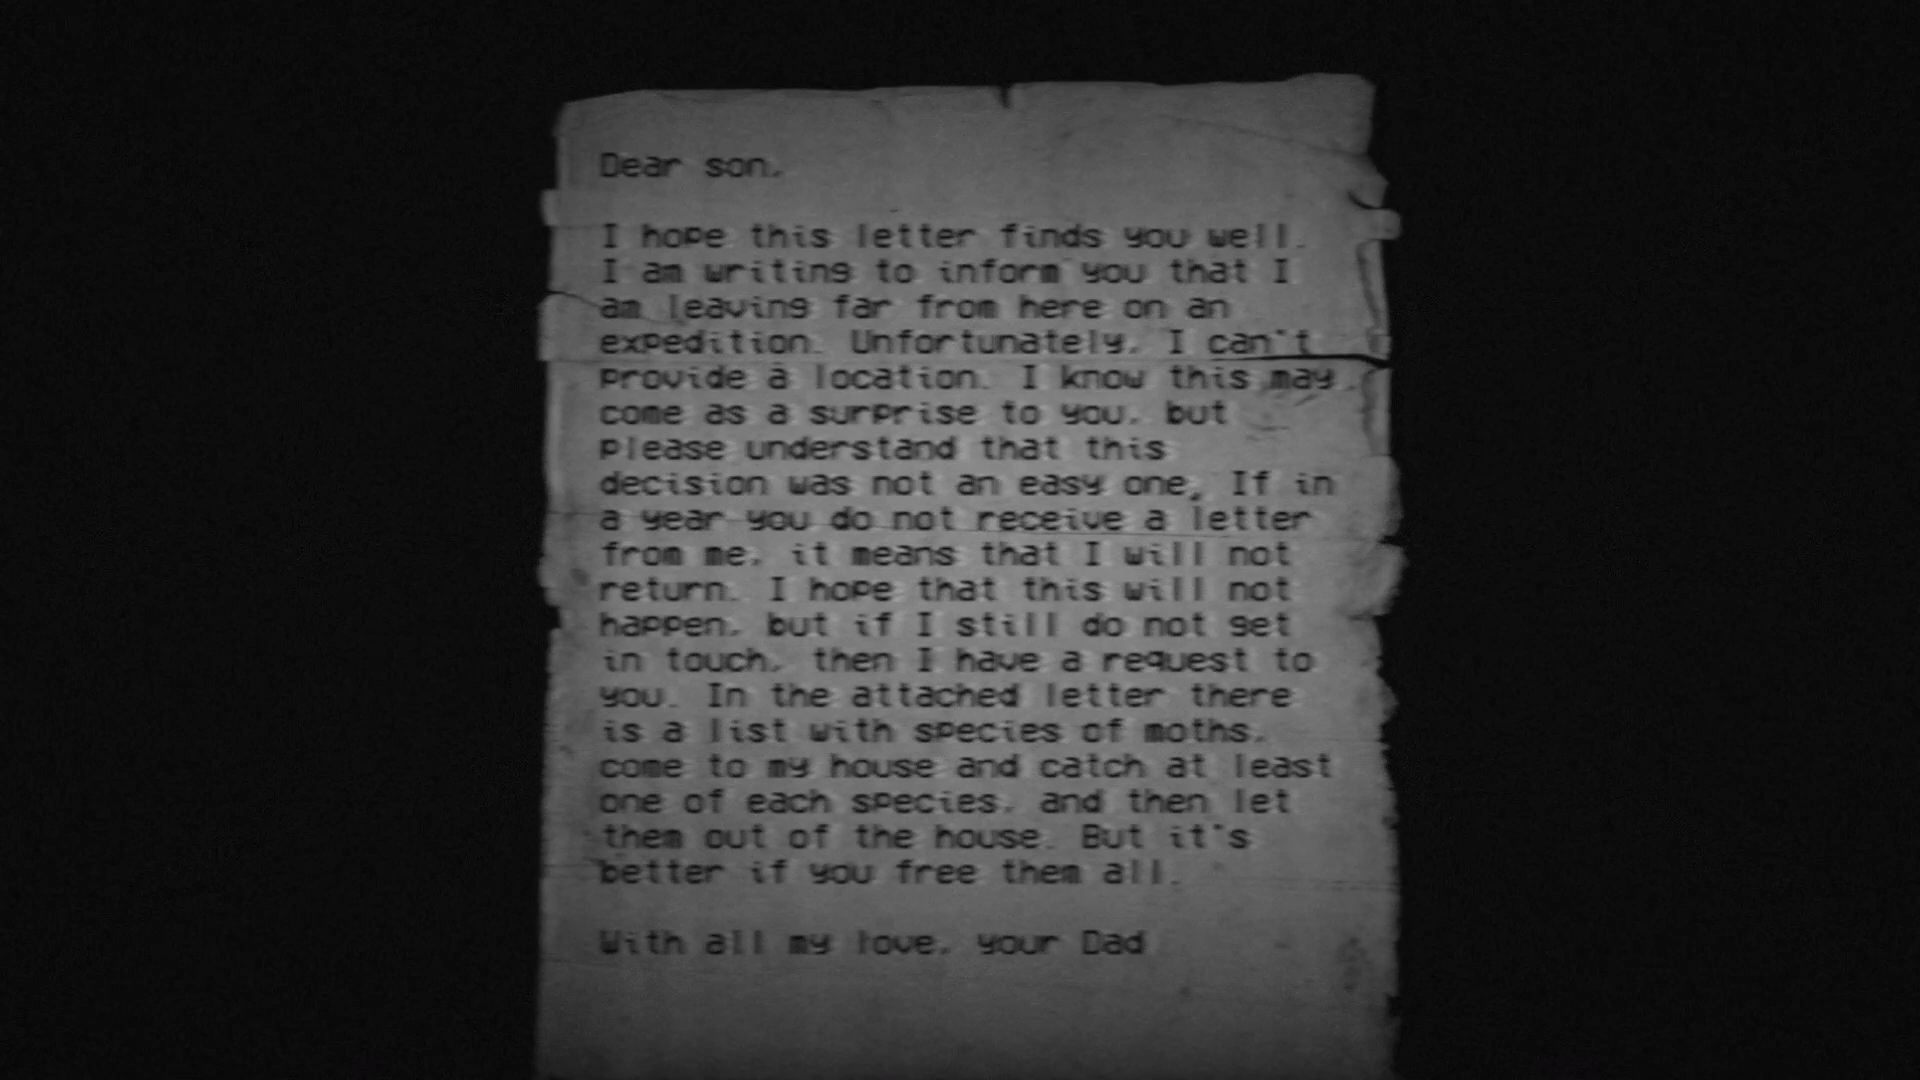 Dear son,
I hope this letter finds you well.
I am writing to inform you that I
am leaving far from here on an
expedition. Unfortunately, I can't
provide a location. I know this may
come as a surprise to you, but
please understand that this
decision was not an easy one. If in
a year you do not receive a letter
from me, it means that I will not
return. I hope that this will not
happen, but if I still do not get
in touch, then I have a request to
you. In the attached letter there
is a list with species of moths,
come to my house and catch at least
one of each species, and then let
them out of the house. But it's
better if you free them all.
With all my love, your Dad